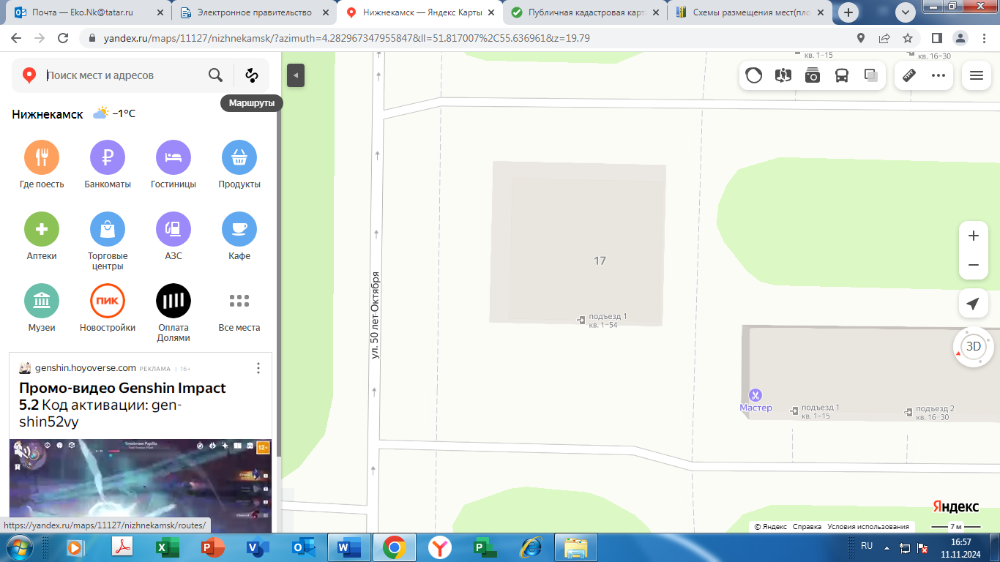 Почта — Eko.Nk@tatar.ru
Электронное правительство
Нижнекамск — Яндекс Карты
Публичная кадастровая карт
Схемы размещения мест(пло
yandex.ru/maps/11127/nizhnekamsk/?azimuth=4.282967347955847&ll=51.817007%2C55.636961&z=19.79
Поиск мест и адресов
Маршруты
Нижнекамск
−1°C
Где поесть
Банкоматы
Гостиницы
Продукты
Аптеки
Торговые центры
АЗС
Кафе
ПИК
Музеи
Новостройки
Оплата Долями
Все места
genshin.hoyoverse.com РЕКЛАМА | 16+
Промо-видео Genshin Impact
5.2 Код активации: gen-
shin52vy
Tenebrous Papilla
12+
https://yandex.ru/maps/11127/nizhnekamsk/routes/
кв. 1–15
кв. 16–30
17
подъезд 1
кв. 1–54
ул. 50 лет Октября
Мастер
подъезд 1
кв. 1–15
подъезд 2
кв. 16–30
3D
Яндекс
© Яндекс Справка Условия использования
7 м
RU
16:57
11.11.2024